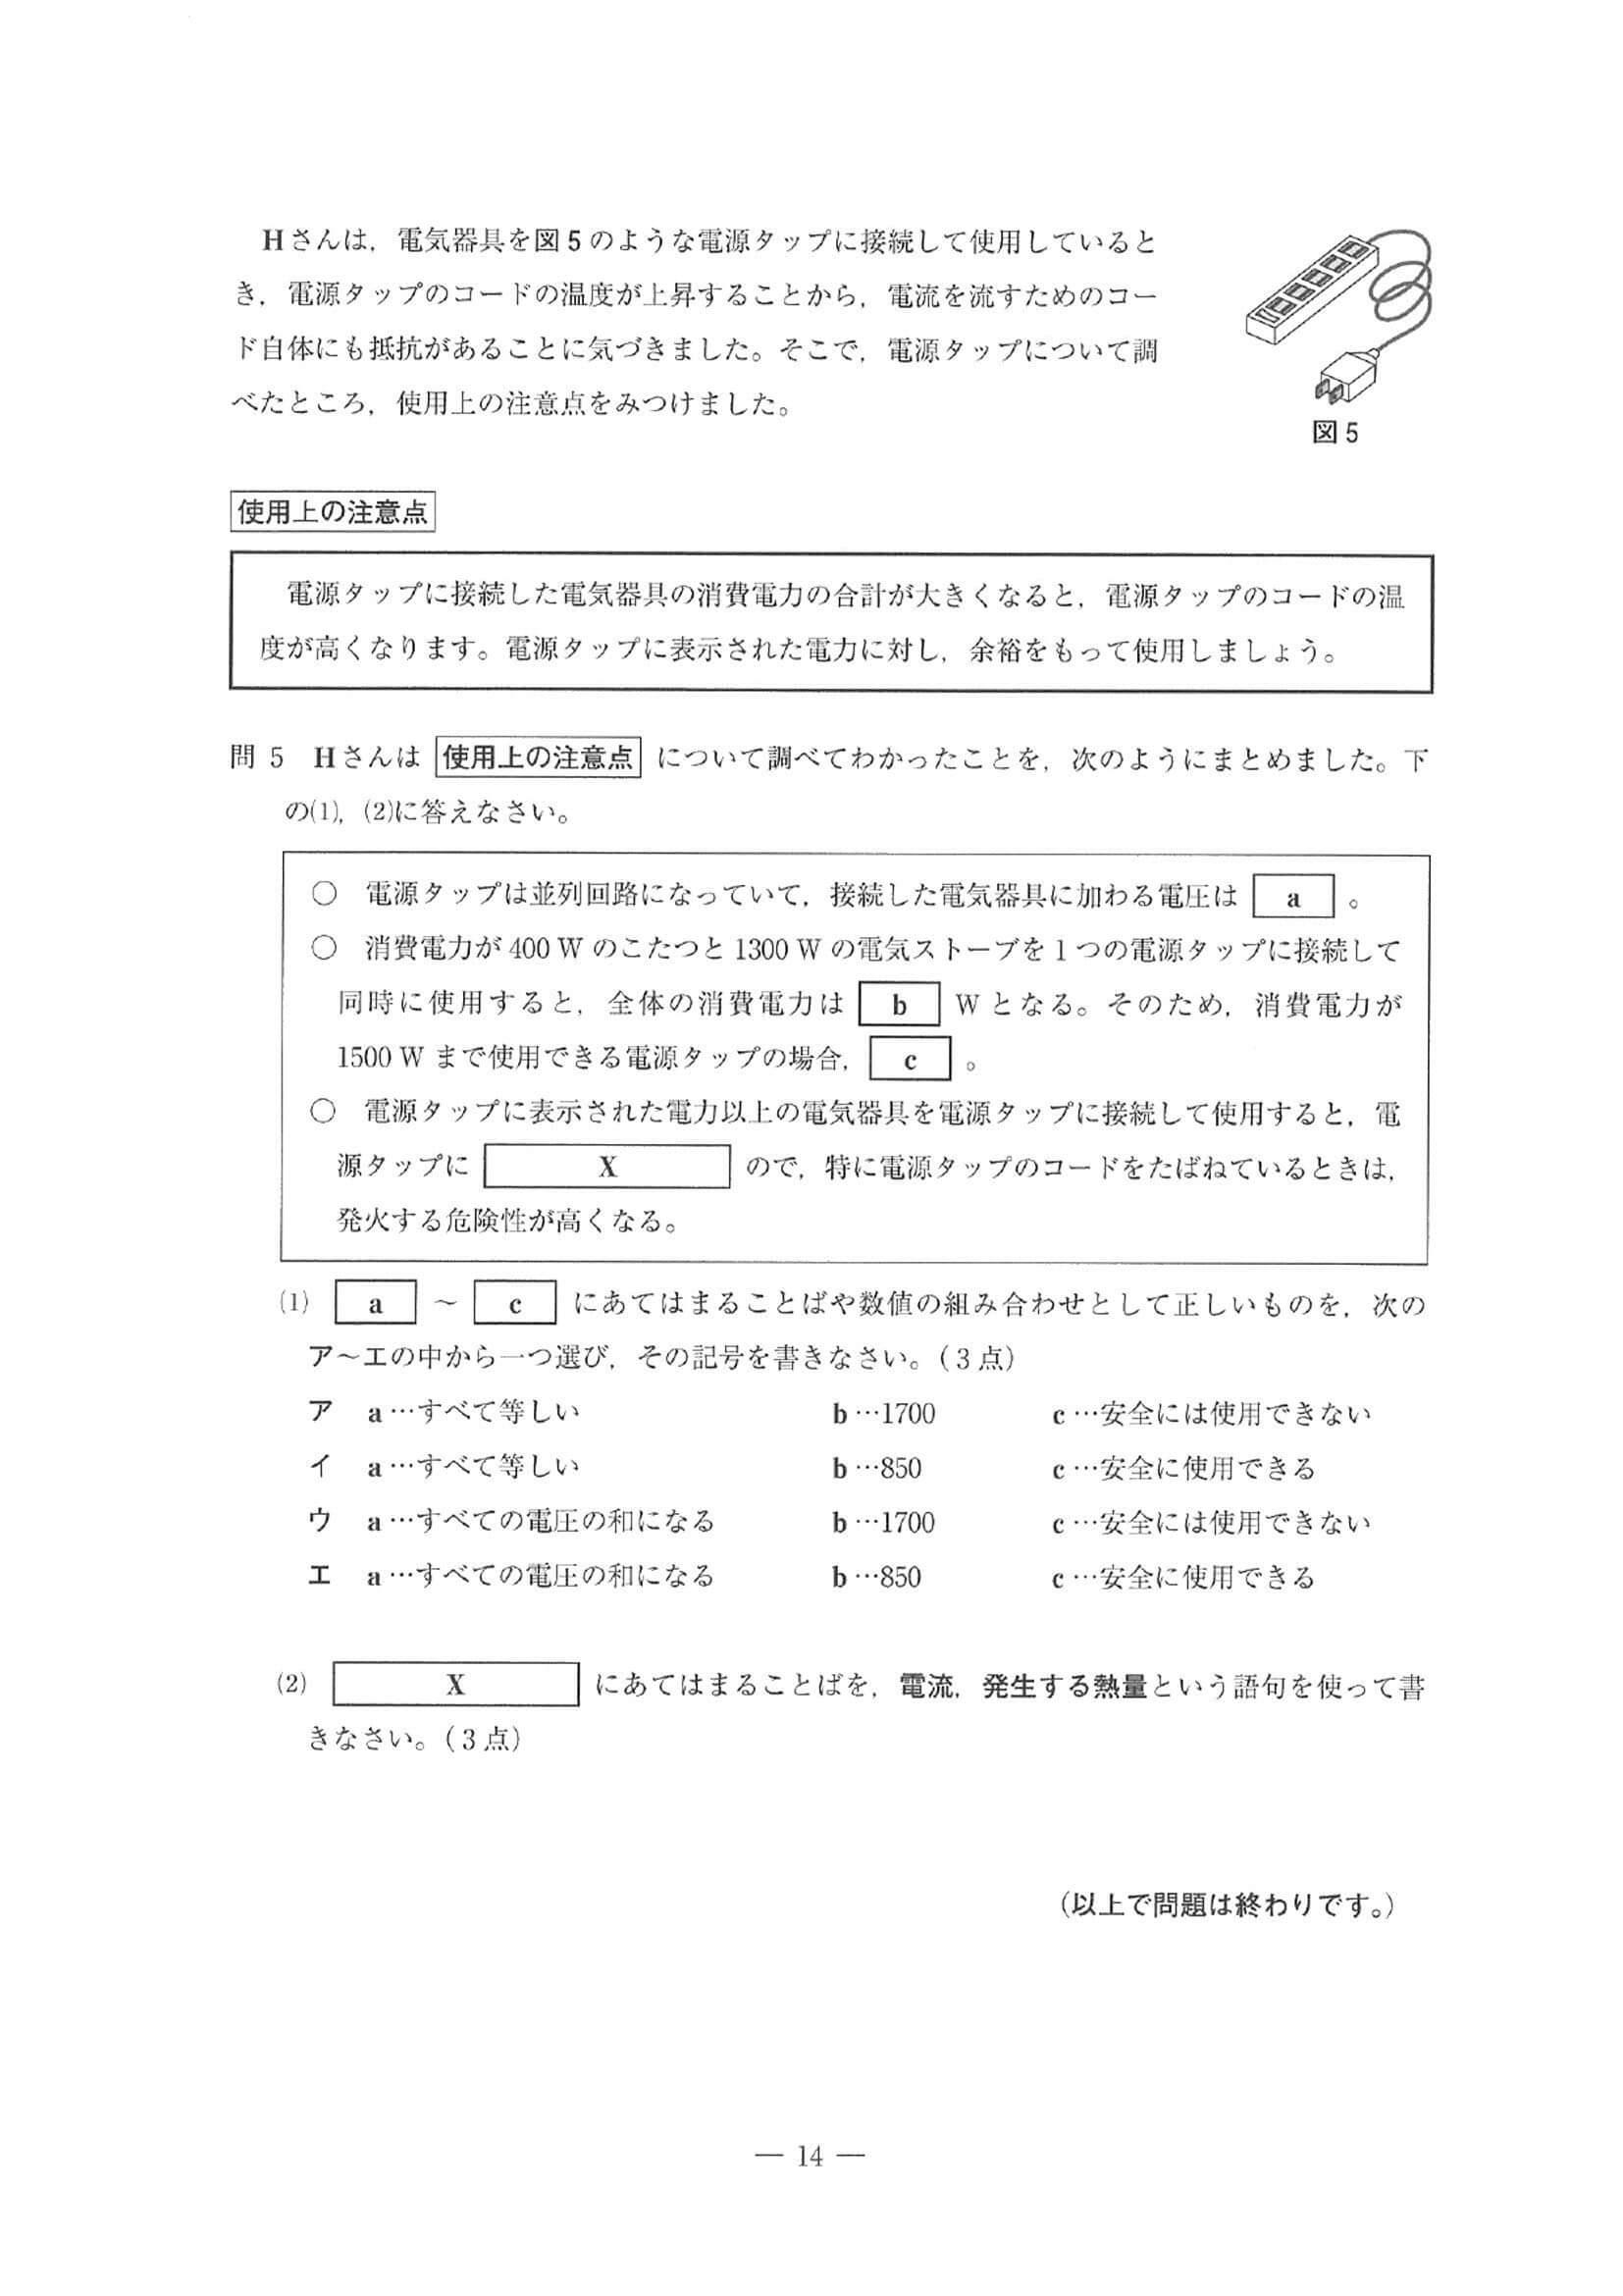 Hさんは，電気器具を図5のような電源タップに接続して使用していると
き，電源タップのコードの温度が上昇することから，電流を流すためのコー
ド自体にも抵抗があることに気づきました。そこで，電源タップについて調
べたところ，使用上の注意点をみつけました。
図5
使用上の注意点
電源タップに接続した電気器具の消費電力の合計が大きくなると，電源タップのコードの温
度が高くなります。電源タップに表示された電力に対し，余裕をもって使用しましょう。
問5 Hさんは 使用上の注意点 について調べてわかったことを，次のようにまとめました。下
の(1)，(2)に答えなさい。
○ 電源タップは並列回路になっていて，接続した電気器具に加わる電圧は a 。
○ 消費電力が400 Wのこたつと1300 Wの電気ストーブを1つの電源タップに接続して
同時に使用すると，全体の消費電力は b Wとなる。そのため，消費電力が
1500 Wまで使用できる電源タップの場合， c 。
○ 電源タップに表示された電力以上の電気器具を電源タップに接続して使用すると，電
源タップに X ので，特に電源タップのコードをたばねているときは，
発火する危険性が高くなる。
(1) a ～ c にあてはまることばや数値の組み合わせとして正しいものを，次の
ア～エの中から一つ選び，その記号を書きなさい。（3点）
ア a…すべて等しい b…1700 c…安全には使用できない
イ a…すべて等しい b…850 c…安全に使用できる
ウ a…すべての電圧の和になる b…1700 c…安全には使用できない
エ a…すべての電圧の和になる b…850 c…安全に使用できる
(2) X にあてはまることばを，電流，発生する熱量という語句を使って書
きなさい。（3点）
（以上で問題は終わりです。）
— 14 —